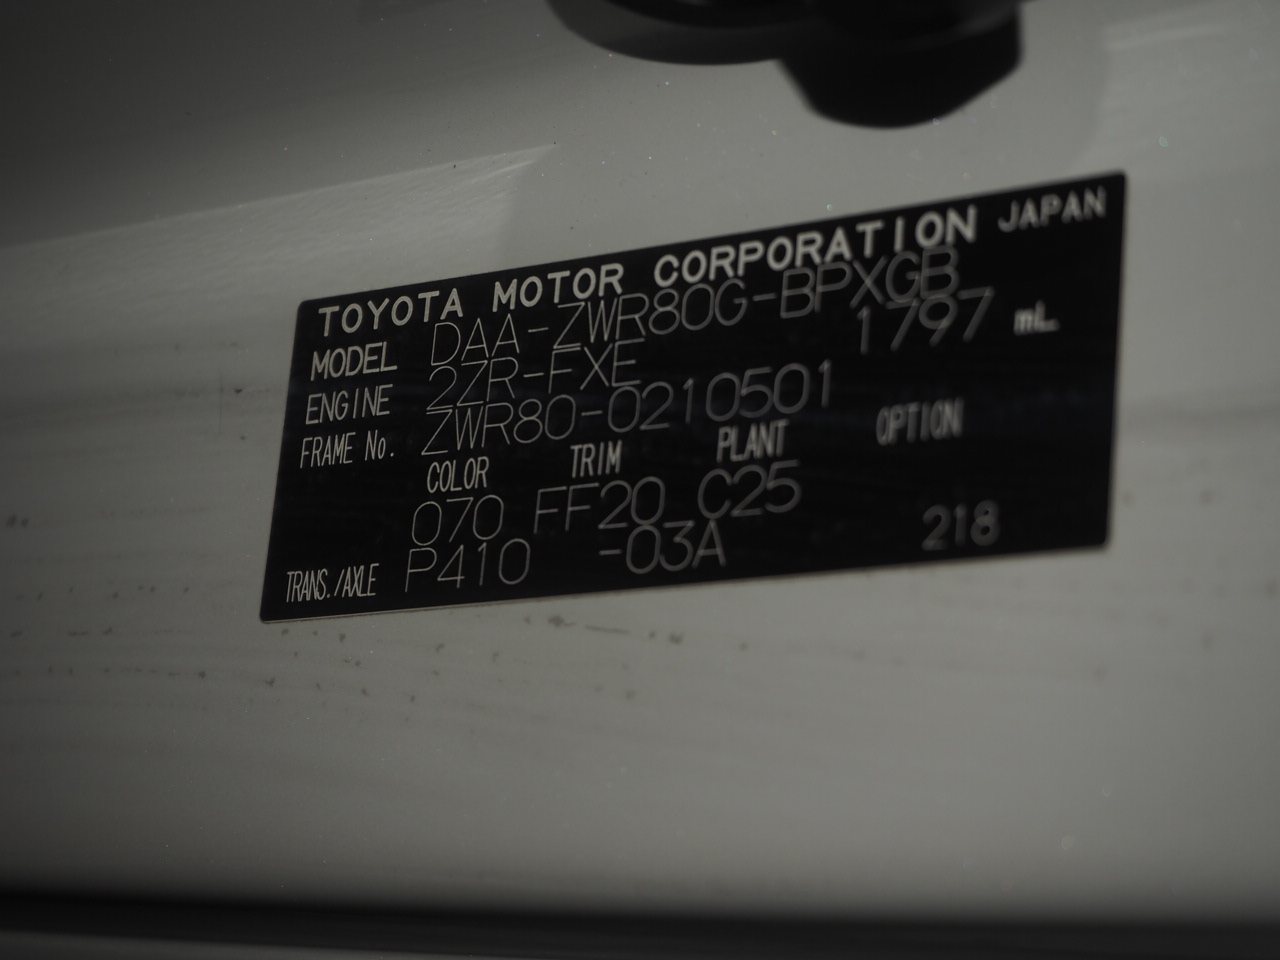 TOYOTA MOTOR CORPORATION JAPAN
MODEL DAA-ZWR80G-BPXGB
ENGINE 2ZR-FXE 1797 mL
FRAME No. ZWR80-0210501
COLOR TRIM PLANT OPTION
070 FF20 C25
TRANS./AXLE P410 -03A 218